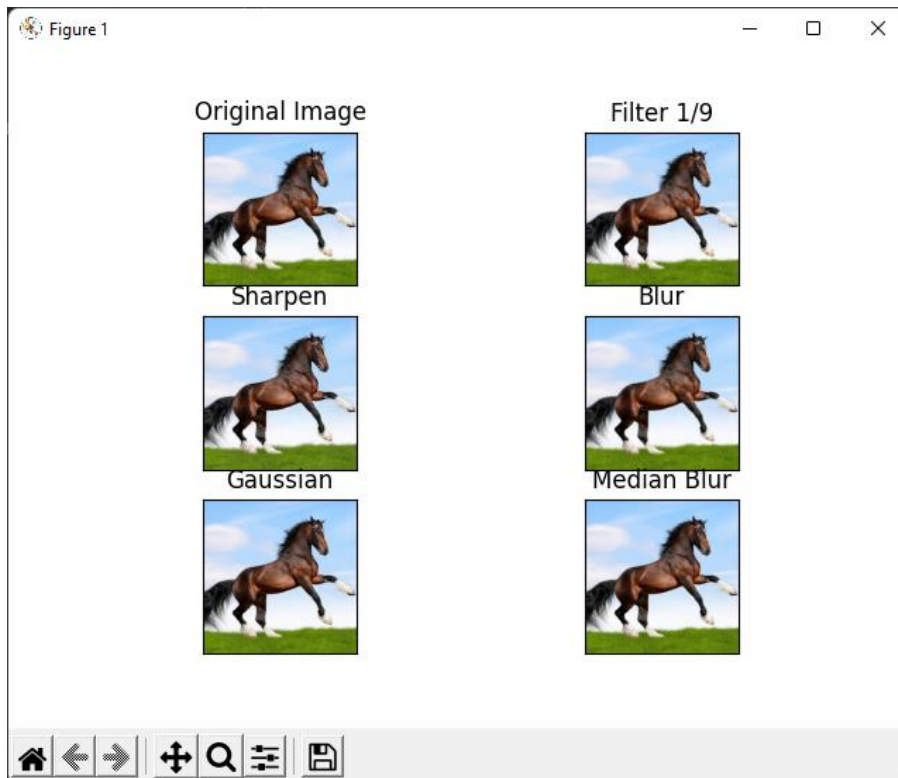 Figure 1
Original Image
Filter 1/9
Sharpen
Blur
Gaussian
Median Blur